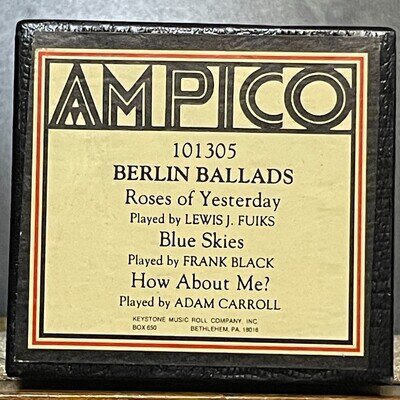 AMPICO
101305
BERLIN BALLADS
Roses of Yesterday
Played by LEWIS J. FUIKS
Blue Skies
Played by FRANK BLACK
How About Me?
Played by ADAM CARROLL
KEYSTONE MUSIC ROLL COMPANY, INC.
BOX 650 BETHLEHEM, PA. 18016